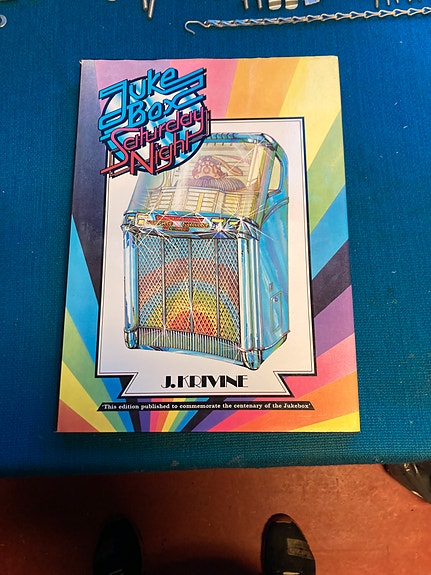 Juke
Box
Saturday
Night
J. KRIVINE
'This edition published to commemorate the centenary of the Jukebox'